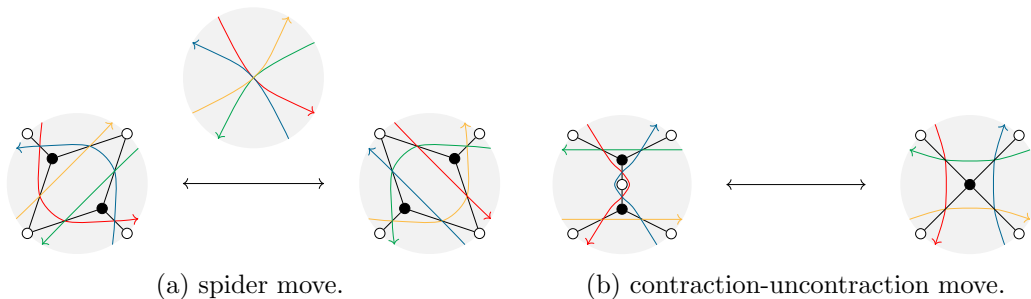 (a) spider move.
(b) contraction-uncontraction move.